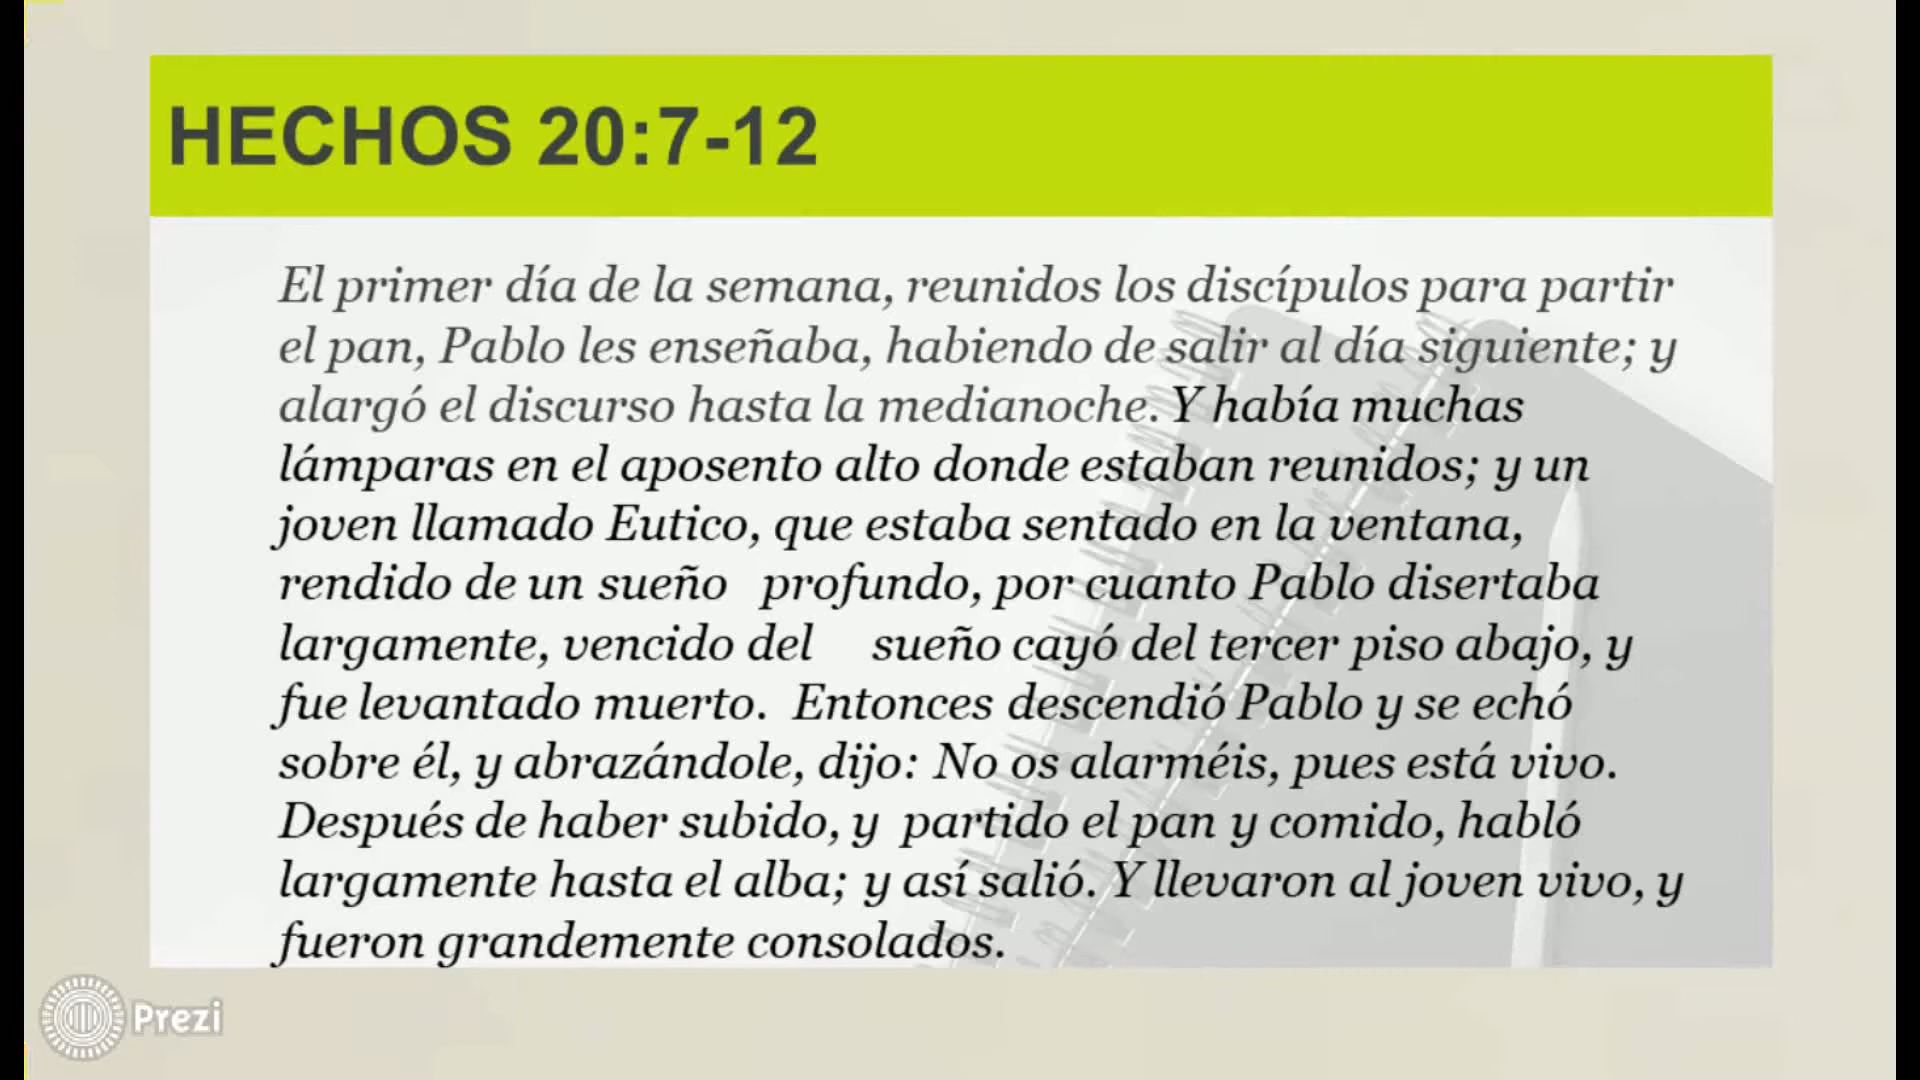 HECHOS 20:7-12
El primer día de la semana, reunidos los discípulos para partir
el pan, Pablo les enseñaba, habiendo de salir al día siguiente; y
alargó el discurso hasta la medianoche. Y había muchas
lámparas en el aposento alto donde estaban reunidos; y un
joven llamado Eutico, que estaba sentado en la ventana,
rendido de un sueño profundo, por cuanto Pablo disertaba
largamente, vencido del sueño cayó del tercer piso abajo, y
fue levantado muerto. Entonces descendió Pablo y se echó
sobre él, y abrazándole, dijo: No os alarméis, pues está vivo.
Después de haber subido, y partido el pan y comido, habló
largamente hasta el alba; y así salió. Y llevaron al joven vivo, y
fueron grandemente consolados.
Prezi